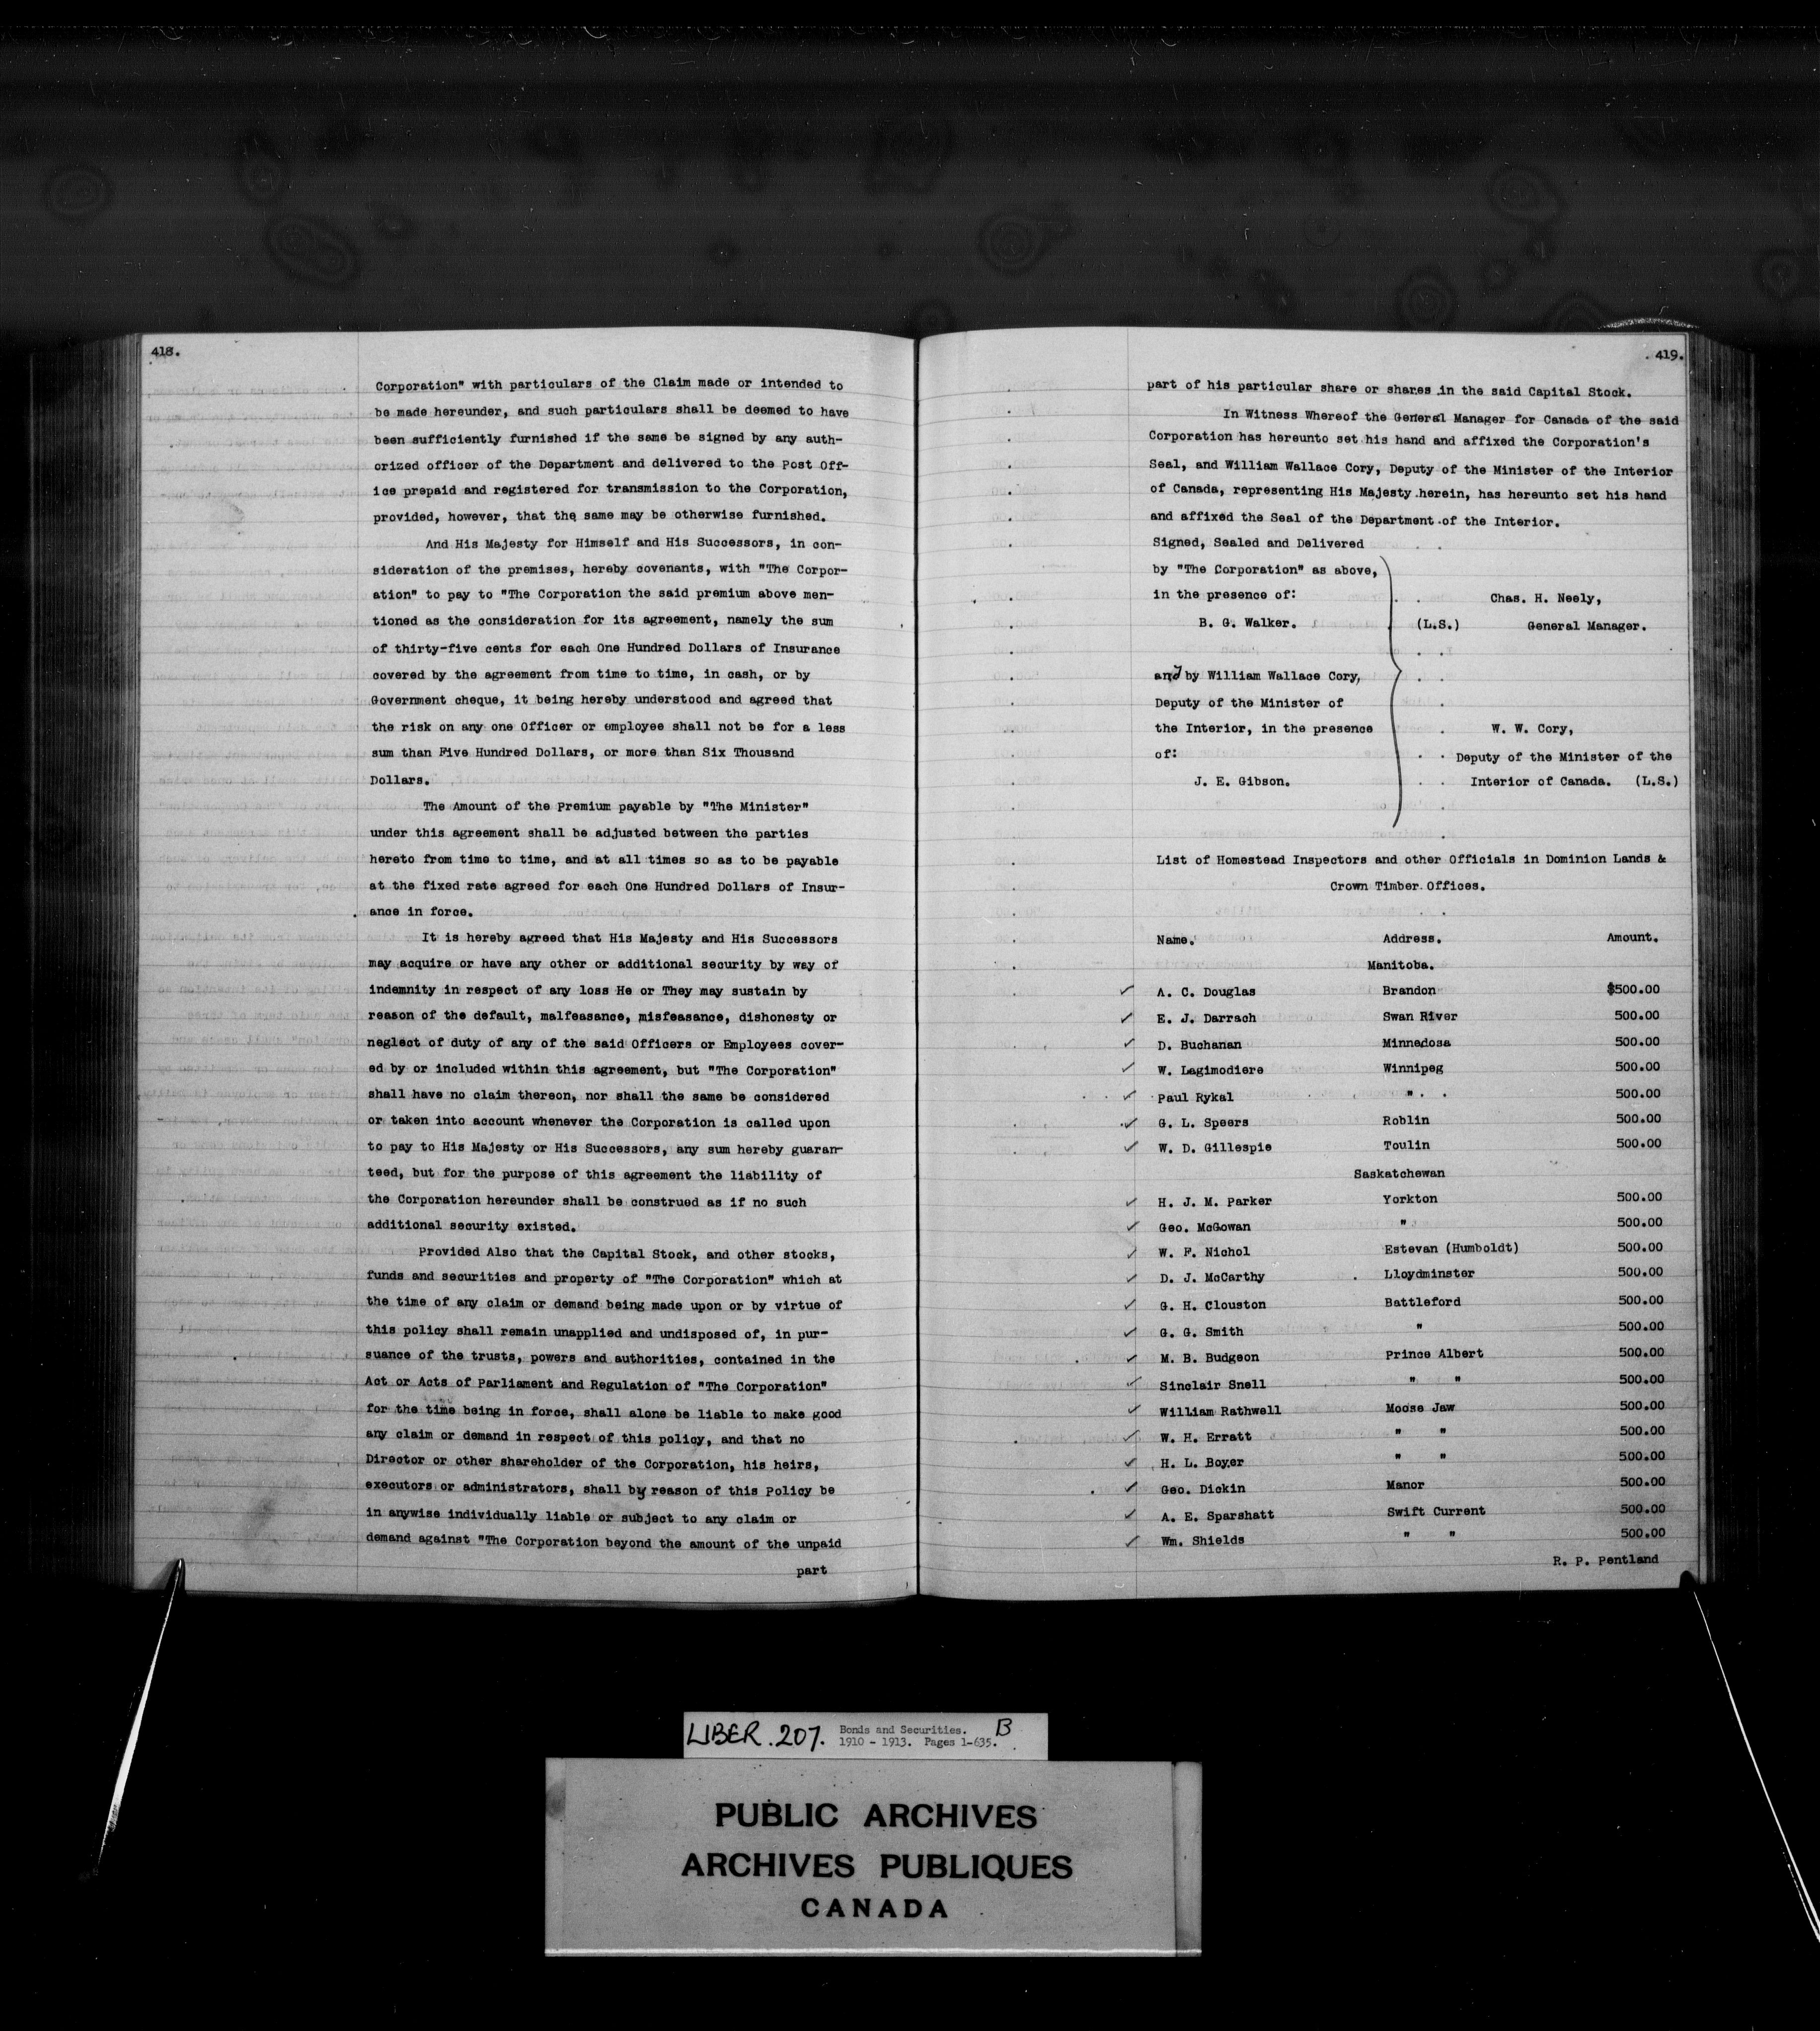 418.
Corporation" with particulars of the Claim made or intended to
be made hereunder, and such particulars shall be deemed to have
been sufficiently furnished if the same be signed by any auth-
orized officer of the Department and delivered to the Post Off-
ice prepaid and registered for transmission to the Corporation,
provided, however, that the same may be otherwise furnished.
And His Majesty for Himself and His Successors, in con-
sideration of the premises, hereby covenants, with "The Corpor-
ation" to pay to "The Corporation the said premium above men-
tioned as the consideration for its agreement, namely the sum
of thirty-five cents for each One Hundred Dollars of Insurance
covered by the agreement from time to time, in cash, or by
Government cheque, it being hereby understood and agreed that
the risk on any one Officer or employee shall not be for a less
sum than Five Hundred Dollars, or more than Six Thousand
Dollars.
The Amount of the Premium payable by "The Minister"
under this agreement shall be adjusted between the parties
hereto from time to time, and at all times so as to be payable
at the fixed rate agreed for each One Hundred Dollars of Insur-
ance in force.
It is hereby agreed that His Majesty and His Successors
may acquire or have any other or additional security by way of
indemnity in respect of any loss He or They may sustain by
reason of the default, malfeasance, misfeasance, dishonesty or
neglect of duty of any of the said Officers or Employees cover-
ed by or included within this agreement, but "The Corporation"
shall have no claim thereon, nor shall the same be considered
or taken into account whenever the Corporation is called upon
to pay to His Majesty or His Successors, any sum hereby guaran-
teed, but for the purpose of this agreement the liability of
the Corporation hereunder shall be construed as if no such
additional security existed.
Provided Also that the Capital Stock, and other stocks,
funds and securities and property of "The Corporation" which at
the time of any claim or demand being made upon or by virtue of
this policy shall remain unapplied and undisposed of, in pur-
suance of the trusts, powers and authorities, contained in the
Act or Acts of Parliament and Regulation of "The Corporation"
for the time being in force, shall alone be liable to make good
any claim or demand in respect of this policy, and that no
Director or other shareholder of the Corporation, his heirs,
executors or administrators, shall by reason of this Policy be
in anywise individually liable or subject to any claim or
demand against "The Corporation beyond the amount of the unpaid
part
419.
part of his particular share or shares in the said Capital Stock.
In Witness Whereof the General Manager for Canada of the said
Corporation has hereunto set his hand and affixed the Corporation's
Seal, and William Wallace Cory, Deputy of the Minister of the Interior
of Canada, representing His Majesty herein, has hereunto set his hand
and affixed the Seal of the Department of the Interior.
Signed, Sealed and Delivered
by "The Corporation" as above,
in the presence of: Chas. H. Neely,
B. G. Walker. (L.S.) General Manager.
and by William Wallace Cory,
Deputy of the Minister of
the Interior, in the presence W. W. Cory,
of: Deputy of the Minister of the
J. E. Gibson. Interior of Canada. (L.S.)
List of Homestead Inspectors and other Officials in Dominion Lands &
Crown Timber Offices.
Name. Address. Amount.
Manitoba.
✓ A. C. Douglas Brandon $500.00
✓ E. J. Darrach Swan River 500.00
✓ D. Buchanan Minnedosa 500.00
✓ W. Lagimodiere Winnipeg 500.00
✓ Paul Rykal " 500.00
✓ G. L. Speers Roblin 500.00
✓ W. D. Gillespie Toulin 500.00
Saskatchewan
✓ H. J. M. Parker Yorkton 500.00
✓ Geo. McGowan " 500.00
✓ W. F. Nichol Estevan (Humboldt) 500.00
✓ D. J. McCarthy Lloydminster 500.00
✓ G. H. Clouston Battleford 500.00
✓ G. G. Smith " 500.00
✓ M. B. Budgeon Prince Albert 500.00
✓ Sinclair Snell " " 500.00
✓ William Rathwell Moose Jaw 500.00
✓ W. H. Erratt " " 500.00
✓ H. L. Boyer " " 500.00
✓ Geo. Dickin Manor 500.00
✓ A. E. Sparshatt Swift Current 500.00
✓ Wm. Shields " " 500.00
R. P. Pentland
LIBER. 207. Bonds and Securities. B
1910 - 1913. Pages 1-635.
PUBLIC ARCHIVES
ARCHIVES PUBLIQUES
CANADA